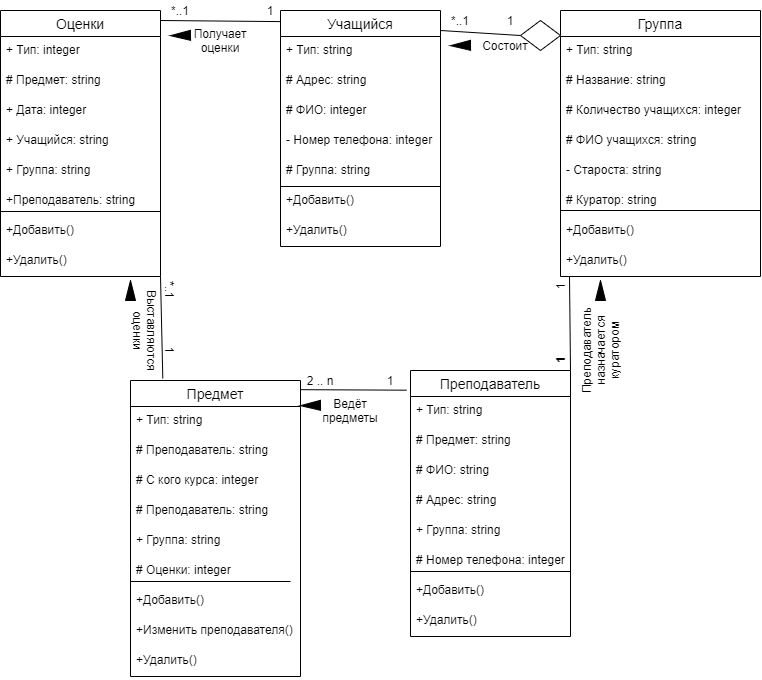 Оценки
+ Тип: integer
# Предмет: string
+ Дата: integer
+ Учащийся: string
+ Группа: string
+Преподаватель: string
+Добавить()
+Удалить()
*..1
1
Получает
оценки
Учащийся
+ Тип: string
# Адрес: string
# ФИО: integer
- Номер телефона: integer
# Группа: string
+Добавить()
+Удалить()
*..1
1
Состоит
Группа
+ Тип: string
# Название: string
# Количество учащихся: integer
# ФИО учащихся: string
- Староста: string
# Куратор: string
+Добавить()
+Удалить()
*..1
Выставляются
оценки
1
1
Преподаватель
назначается
куратором
1
Предмет
+ Тип: string
# Преподаватель: string
# С кого курса: integer
# Преподаватель: string
+ Группа: string
# Оценки: integer
+Добавить()
+Изменить преподавателя()
+Удалить()
2 .. n
1
Ведёт
предметы
Преподаватель
+ Тип: string
# Предмет: string
# ФИО: string
# Адрес: string
+ Группа: string
# Номер телефона: integer
+Добавить()
+Удалить()